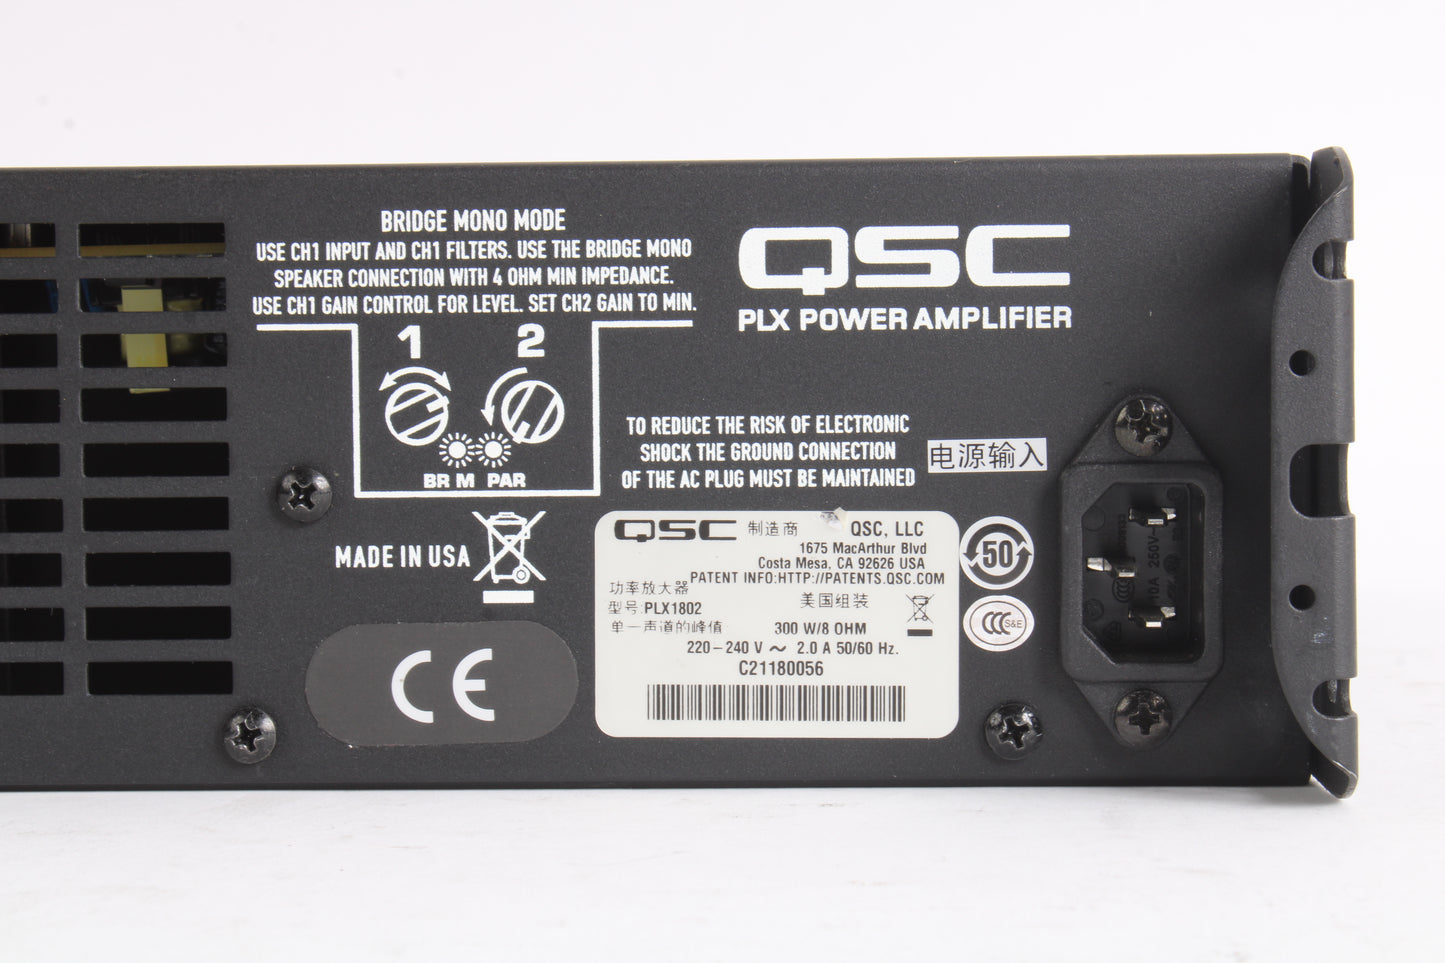 BRIDGE MONO MODE
USE CH1 INPUT AND CH1 FILTERS. USE THE BRIDGE MONO
SPEAKER CONNECTION WITH 4 OHM MIN IMPEDANCE.
USE CH1 GAIN CONTROL FOR LEVEL. SET CH2 GAIN TO MIN.
1 2
BR M PAR
QSC
PLX POWER AMPLIFIER
TO REDUCE THE RISK OF ELECTRONIC
SHOCK THE GROUND CONNECTION
OF THE AC PLUG MUST BE MAINTAINED
电源输入
MADE IN USA
CE
QSC 制造商 QSC, LLC
1675 MacArthur Blvd
Costa Mesa, CA 92626 USA
PATENT INFO:HTTP://PATENTS.QSC.COM
功率放大器
型号:PLX1802 美国组装
单一声道的峰值 300 W/8 OHM
220-240 V ~ 2.0 A 50/60 Hz.
C21180056
50
CCC S&E
10A 250V~